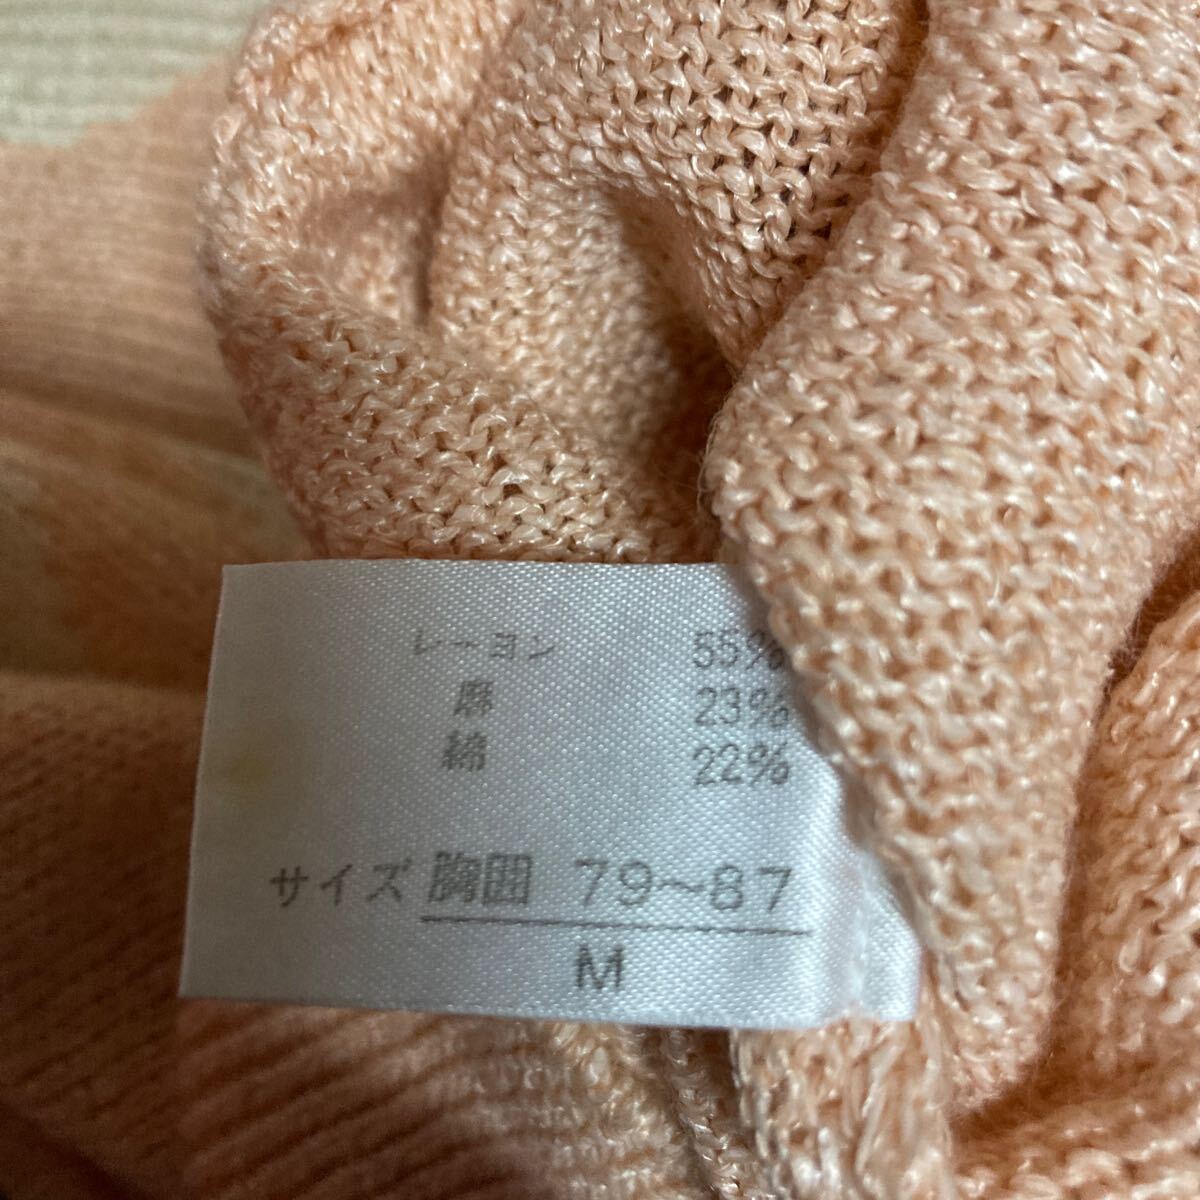 レーヨン 55%
麻 23%
綿 22%
サイズ 胸囲 79〜87
M